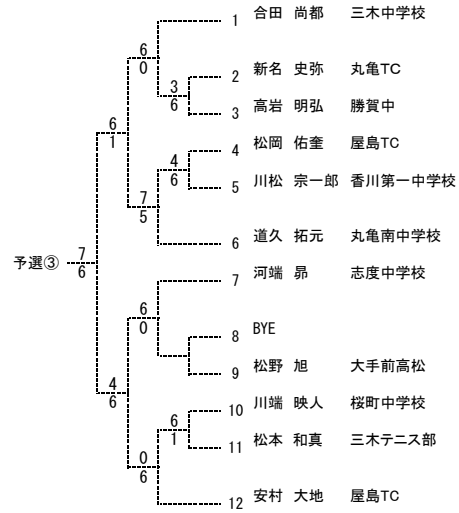 1 合田 尚都 三木中学校
6
0
2 新名 史弥 丸亀TC
3
6
3 高岩 明弘 勝賀中
6
1
4 松岡 佑奎 屋島TC
4
6
5 川松 宗一郎 香川第一中学校
7
5
6 道久 拓元 丸亀南中学校
予選③
7
6
7 河端 昴 志度中学校
6
0
8 BYE
9 松野 旭 大手前高松
4
6
10 川端 映人 桜町中学校
6
1
11 松本 和真 三木テニス部
0
6
12 安村 大地 屋島TC